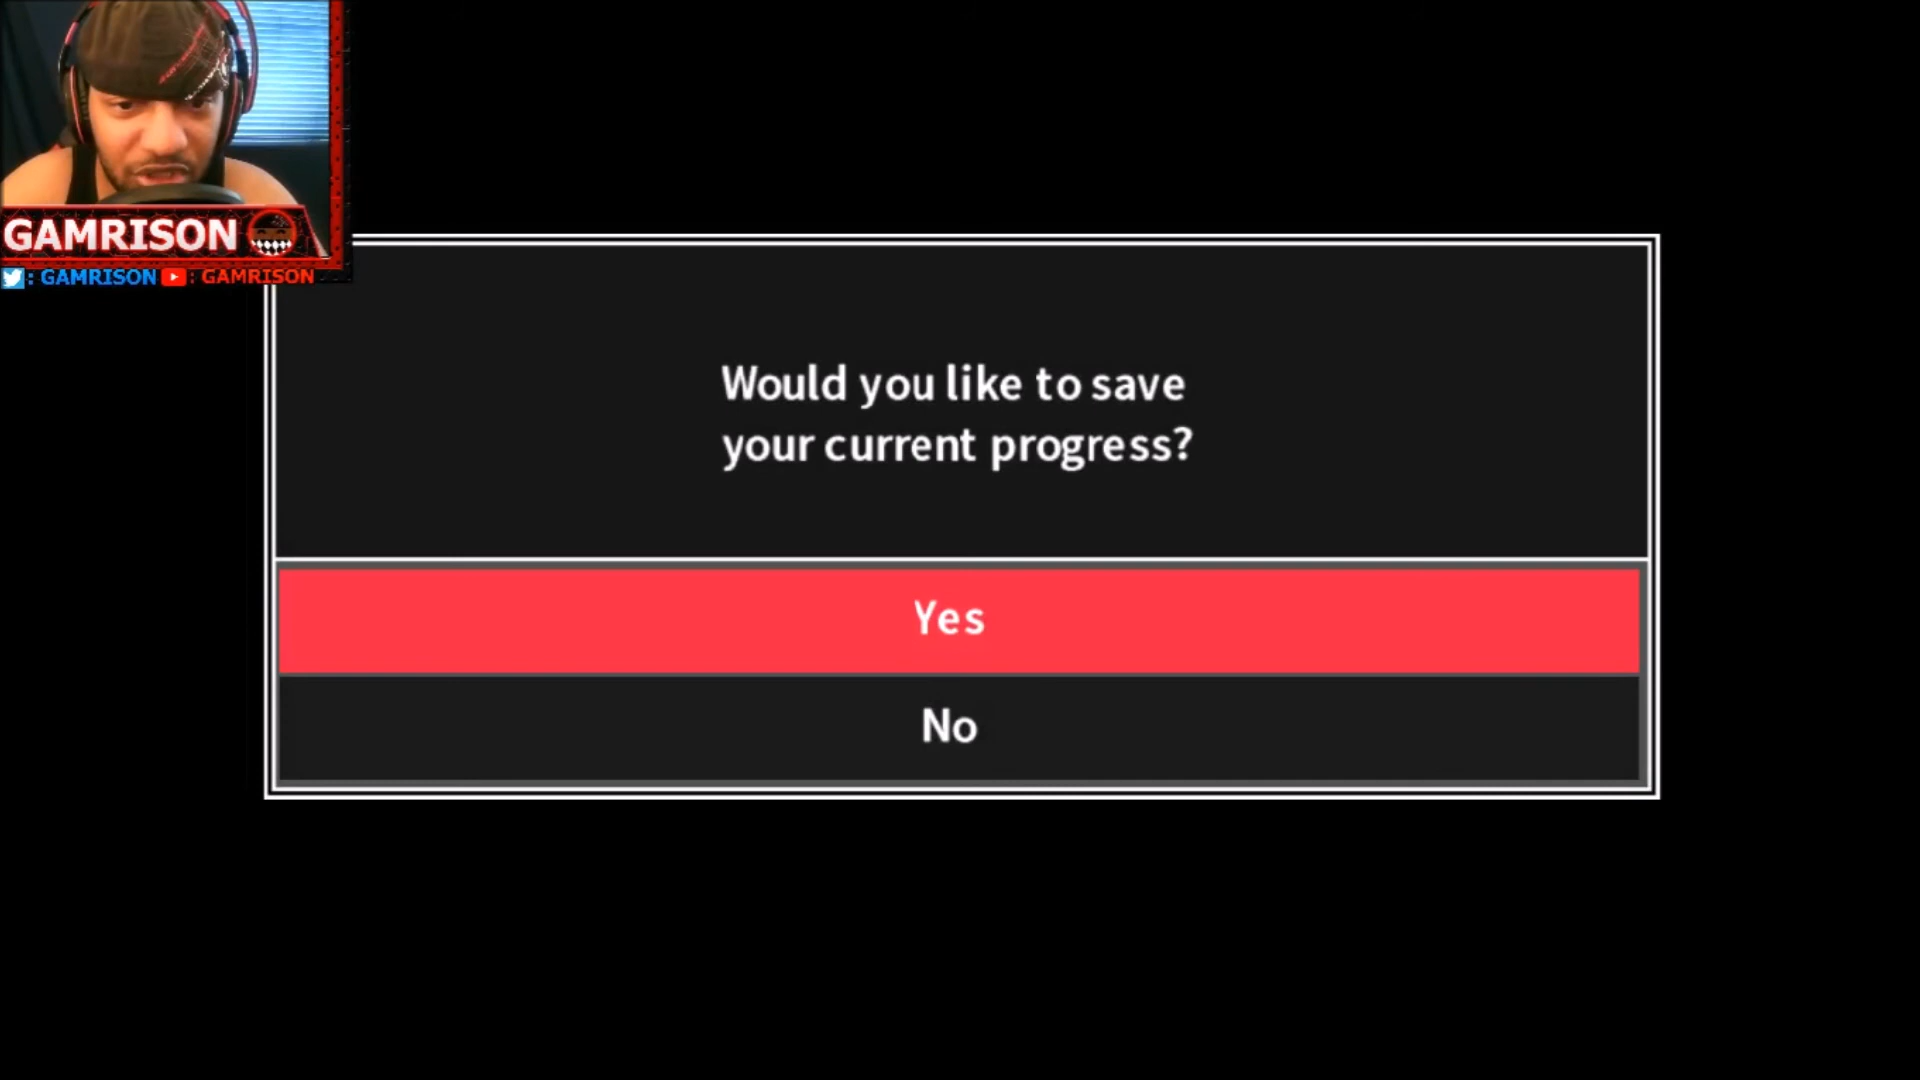 GAMRISON
: GAMRISON : GAMRISON
Would you like to save
your current progress?
Yes
No